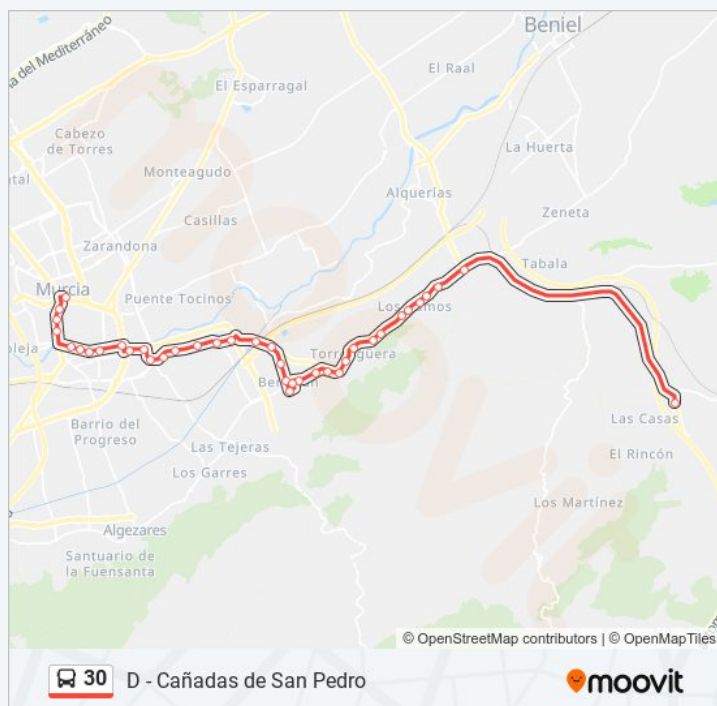 Beniel
a del Mediterráneo
El Raal
El Esparragal
Cabezo
de Torres
La Huerta
Monteagudo
Alquerías
Casillas
Zeneta
Zarandona
Tabala
Murcia
Puente Tocinos
Los Ramos
Torreagüera
Beniaján
Las Casas
Barrio del
Progreso
Las Tejeras
El Rincón
Los Garres
Los Martínez
Algezares
Santuario de
la Fuensanta
© OpenStreetMap contributors | © OpenMapTiles
30 D - Cañadas de San Pedro
moovit